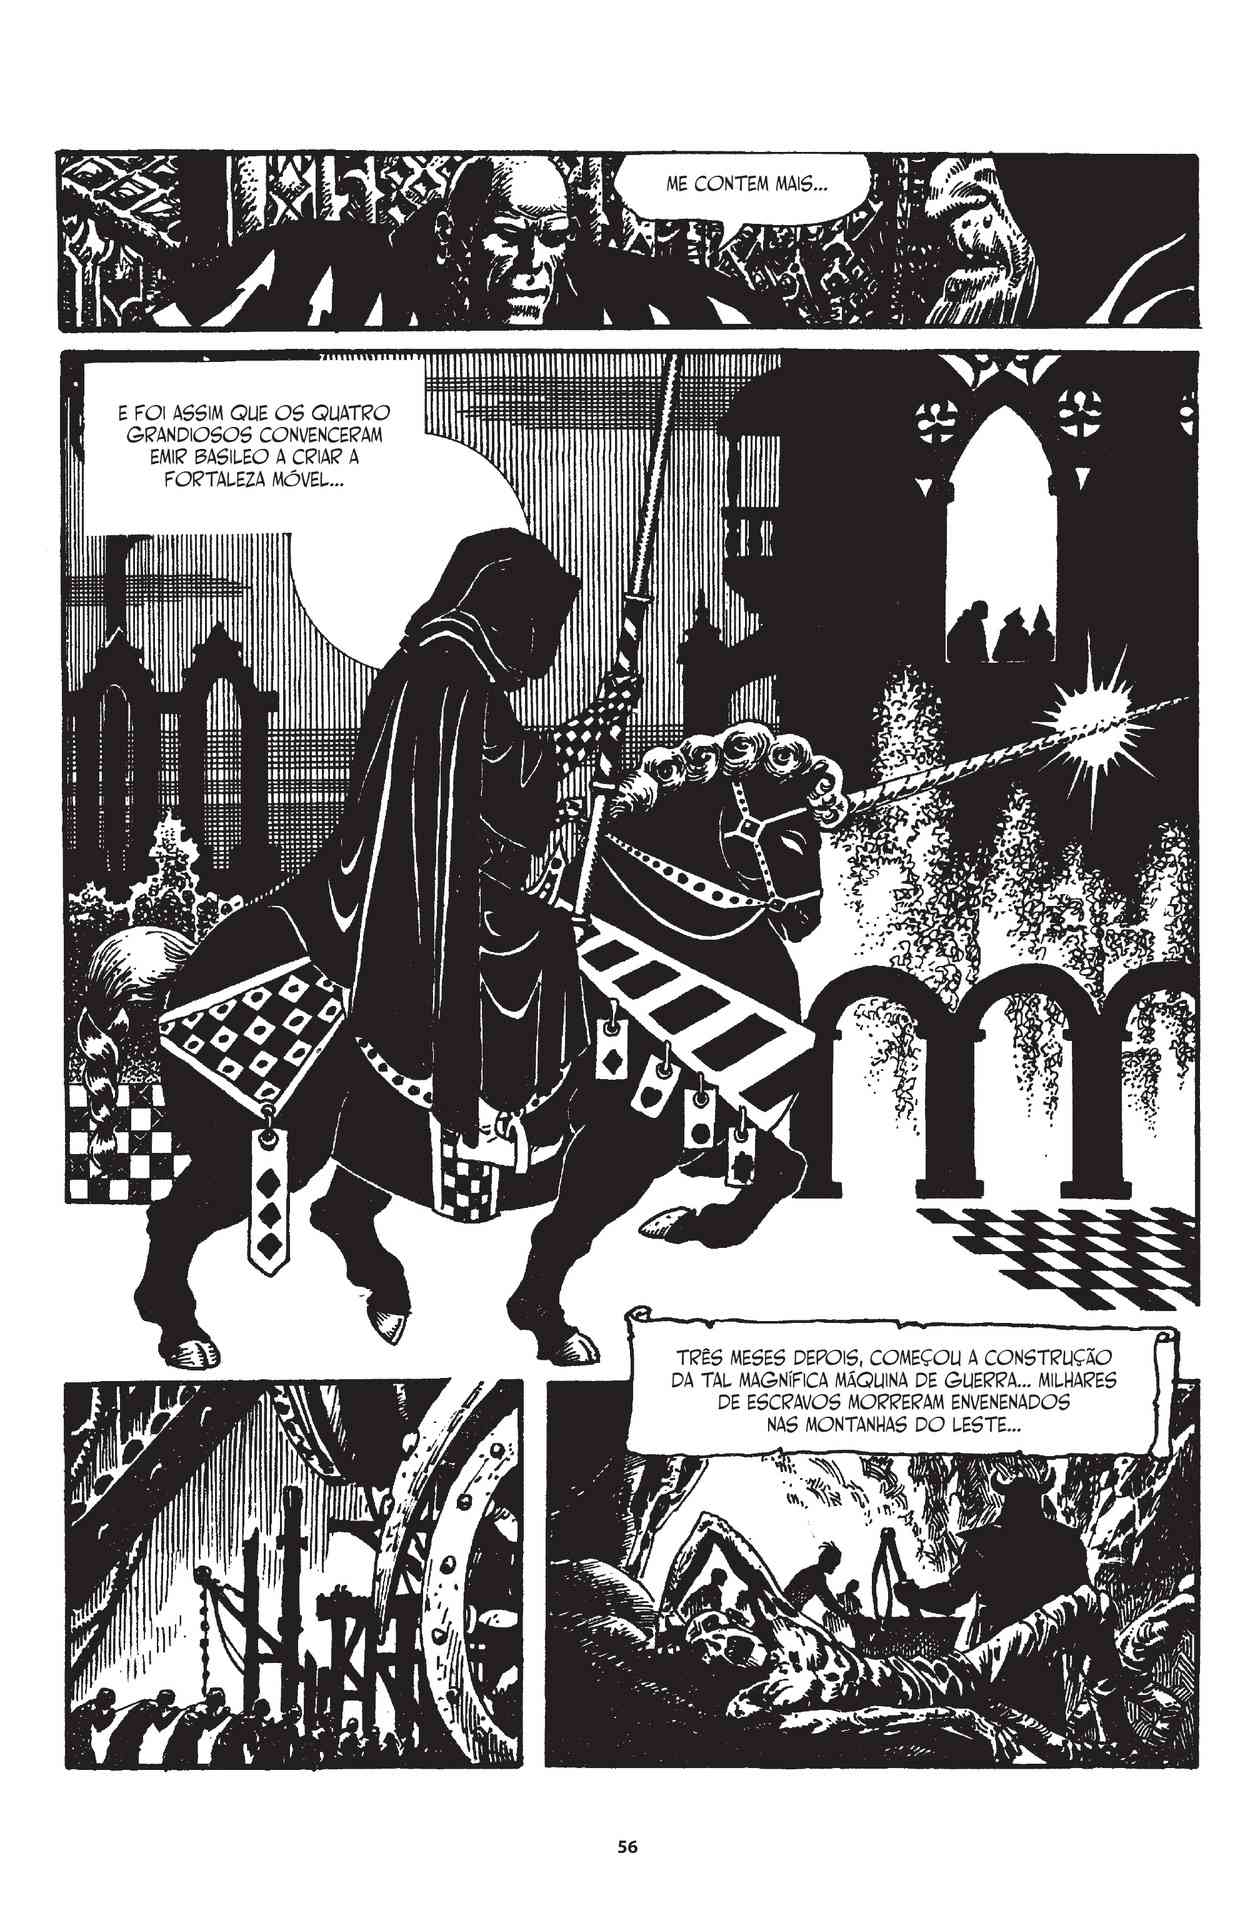 ME CONTEM MAIS...
E FOI ASSIM QUE OS QUATRO
GRANDIOSOS CONVENCERAM
EMIR BASILEO A CRIAR A
FORTALEZA MÓVEL...
TRÊS MESES DEPOIS, COMEÇOU A CONSTRUÇÃO
DA TAL MAGNÍFICA MÁQUINA DE GUERRA... MILHARES
DE ESCRAVOS MORRERAM ENVENENADOS
NAS MONTANHAS DO LESTE...
56